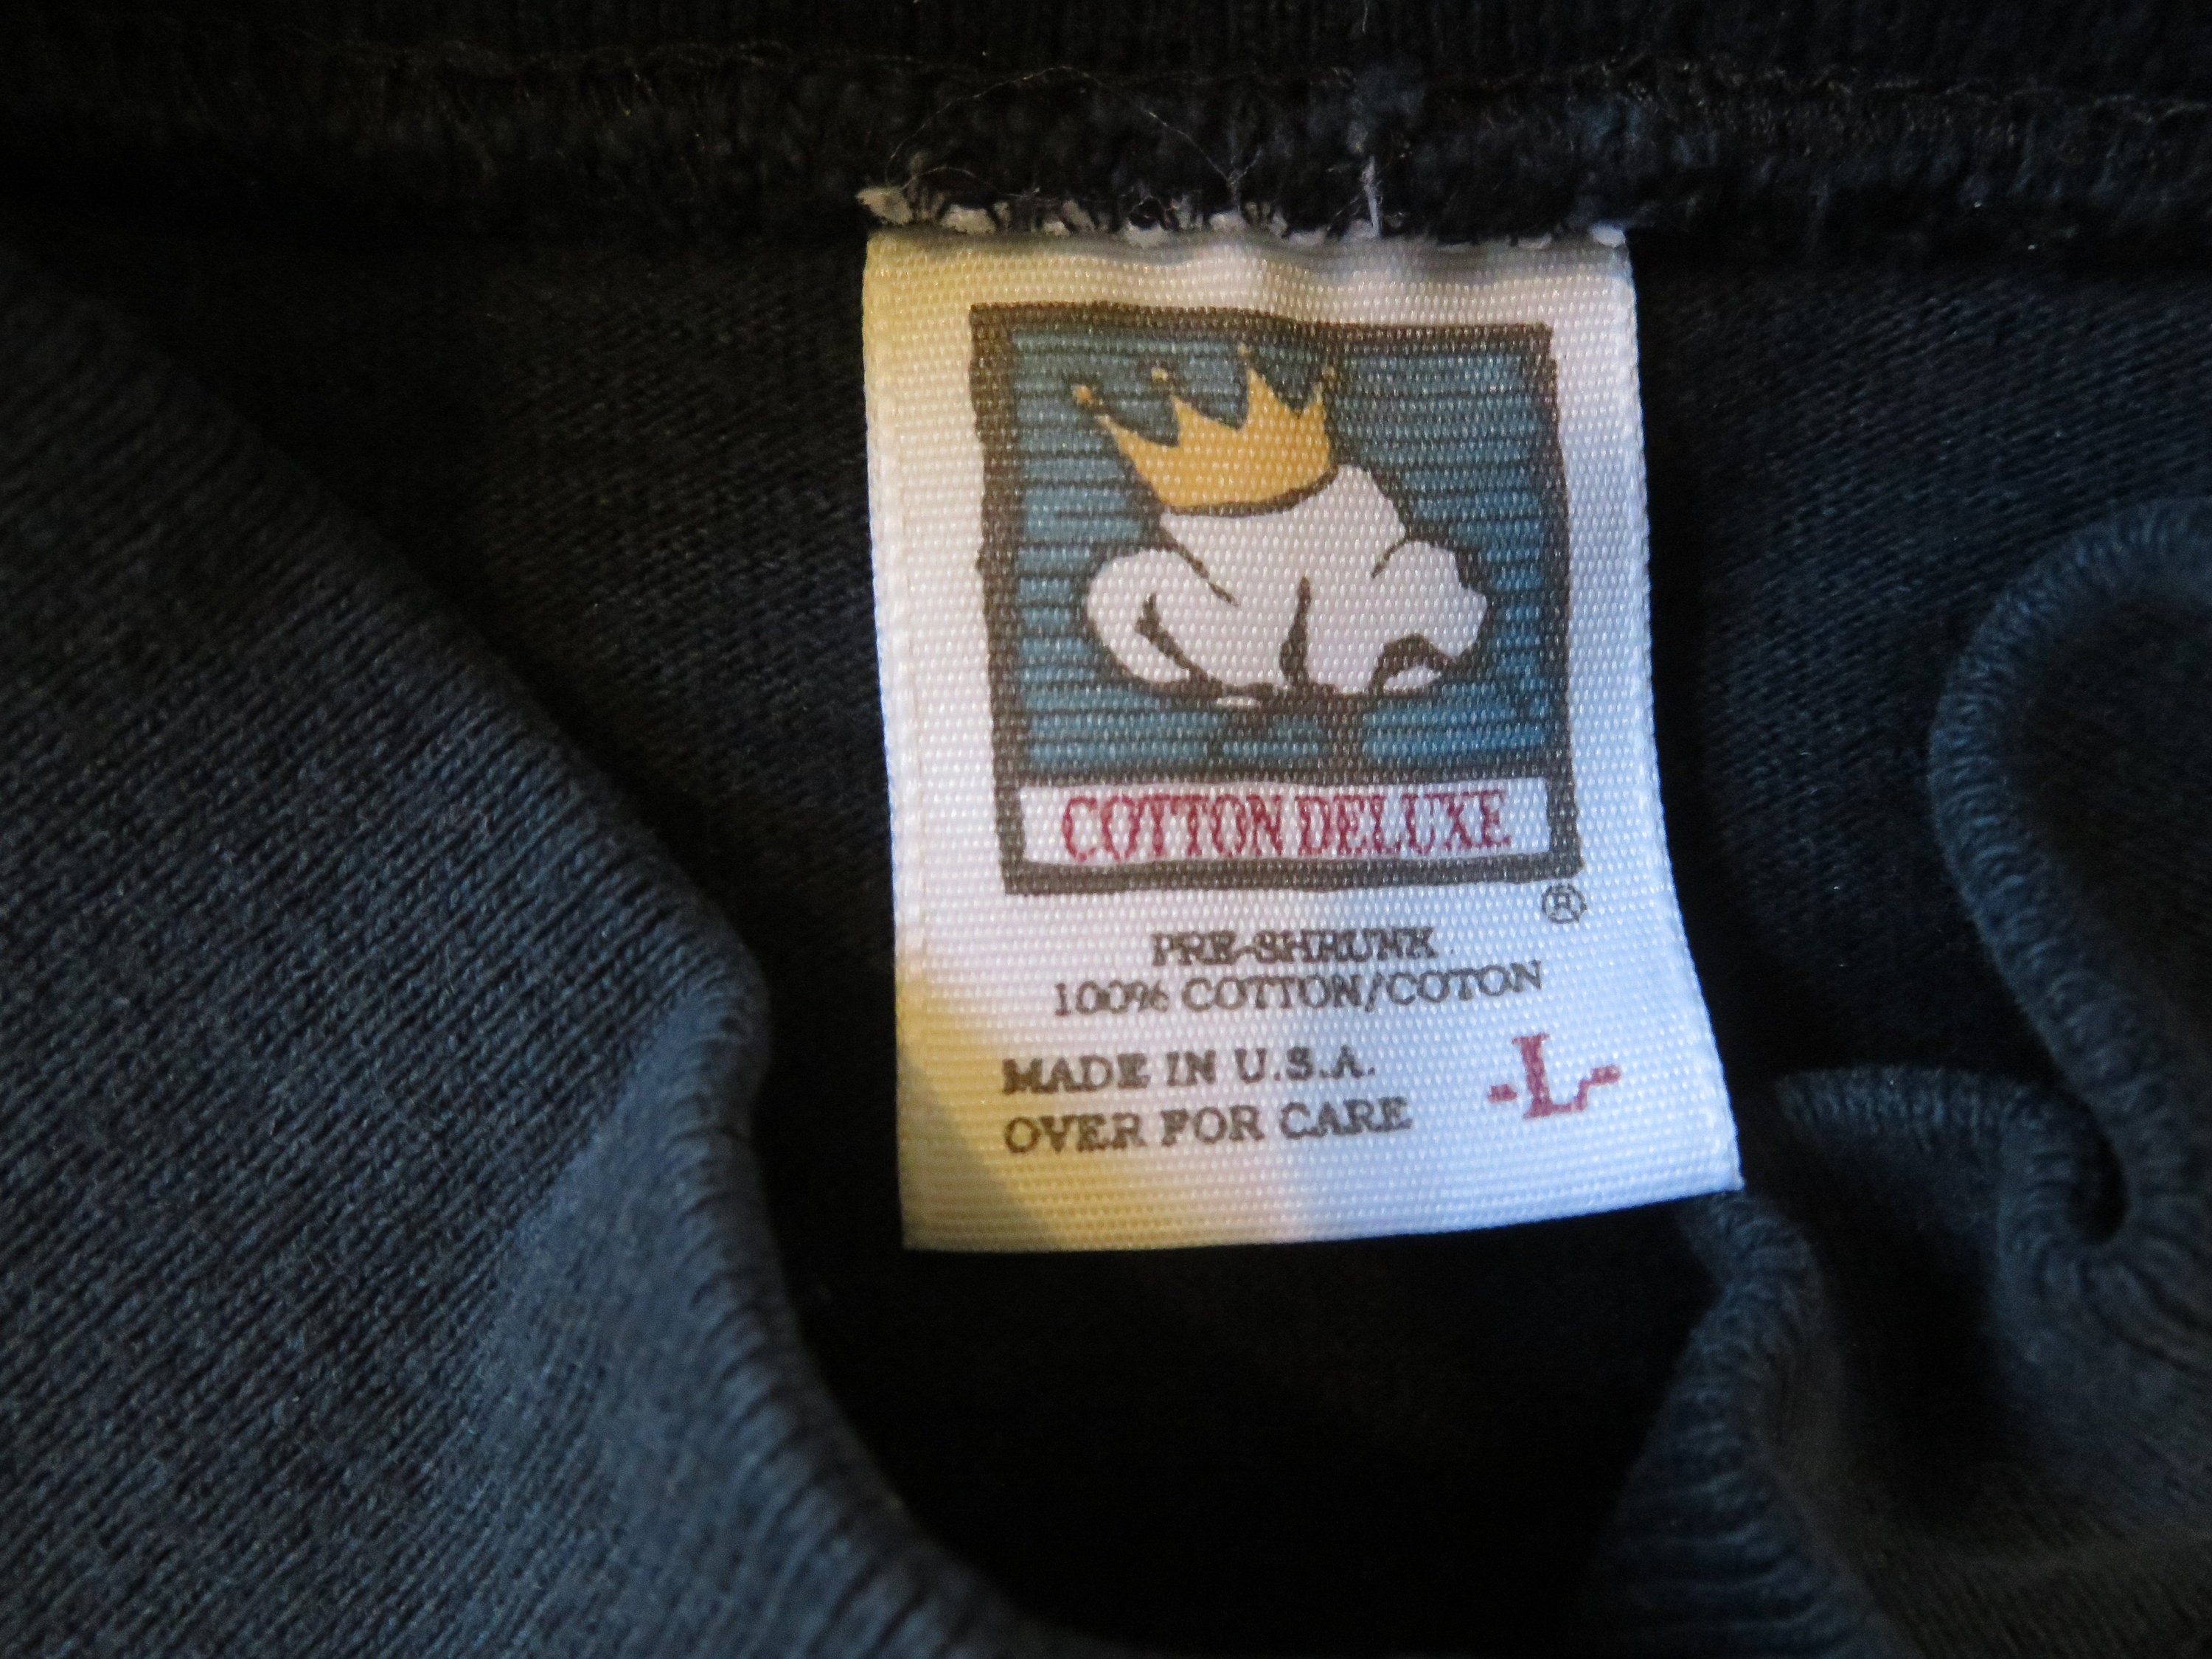 COTTON DELUXE
®
PRE-SHRUNK
100% COTTON/COTON
MADE IN U.S.A.
OVER FOR CARE
-L-